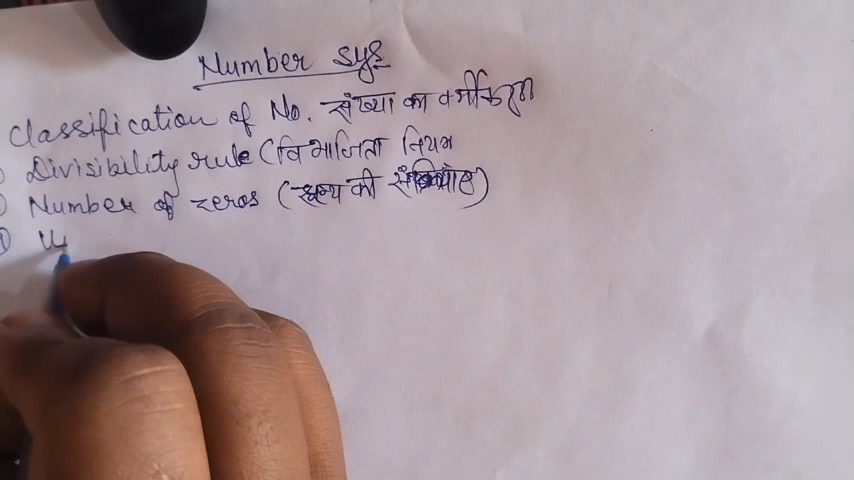 Number sys
Classification of No. संख्या का वर्गीकरण
Divisibility rule (विभाजिता नियम
Number of zeros (शून्य की
U